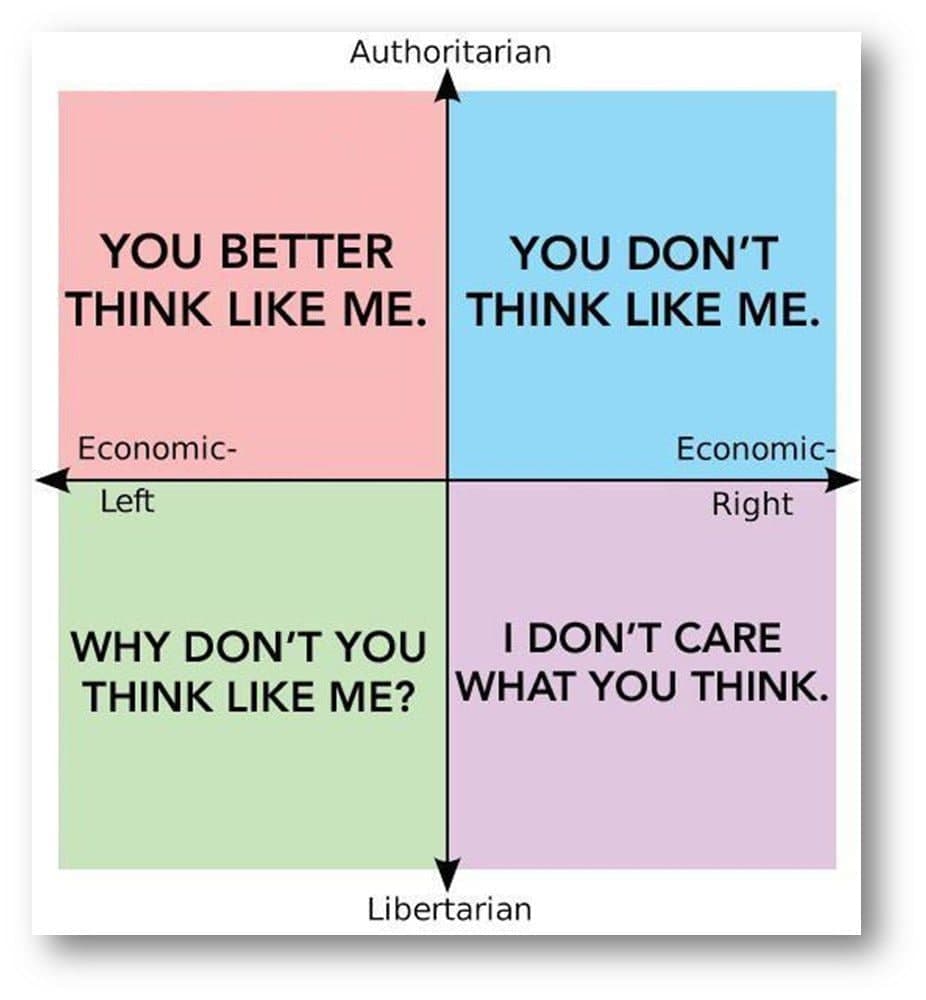 Authoritarian
YOU BETTER
THINK LIKE ME.
YOU DON'T
THINK LIKE ME.
Economic-
Left
Economic-
Right
WHY DON'T YOU
THINK LIKE ME?
I DON'T CARE
WHAT YOU THINK.
Libertarian